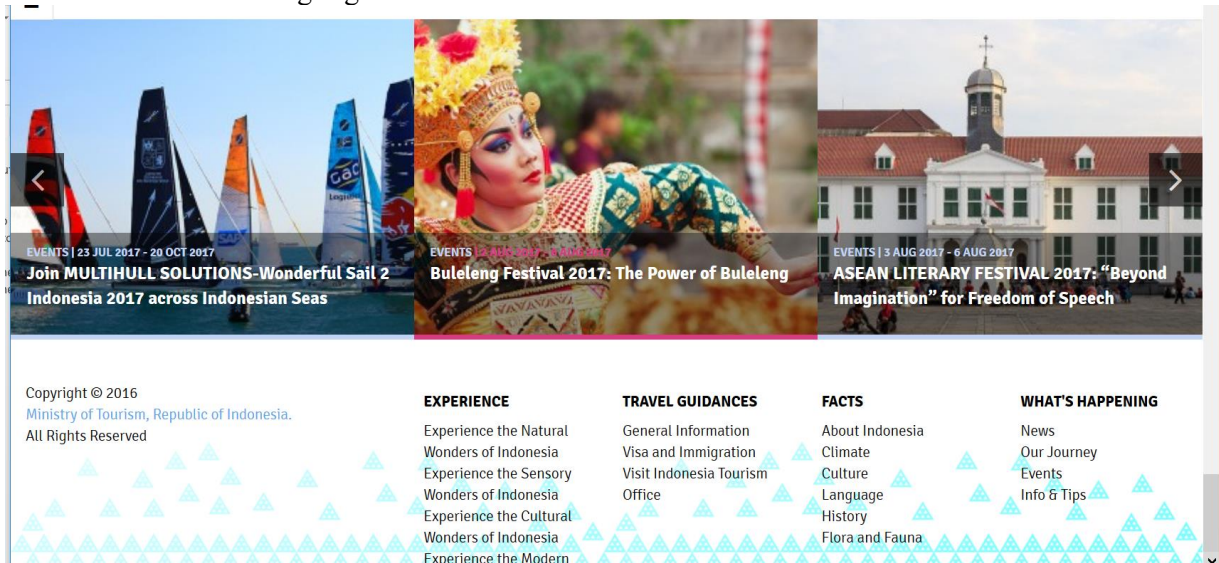 EVENTS | 23 JUL 2017 - 20 OCT 2017
Join MULTIHULL SOLUTIONS-Wonderful Sail 2
Indonesia 2017 across Indonesian Seas
EVENTS
Buleleng Festival 2017: The Power of Buleleng
EVENTS | 3 AUG 2017 - 6 AUG 2017
ASEAN LITERARY FESTIVAL 2017: “Beyond
Imagination” for Freedom of Speech
GAC
Logistics
SAP
Copyright © 2016
Ministry of Tourism, Republic of Indonesia.
All Rights Reserved
EXPERIENCE
Experience the Natural
Wonders of Indonesia
Experience the Sensory
Wonders of Indonesia
Experience the Cultural
Wonders of Indonesia
Experience the Modern
TRAVEL GUIDANCES
General Information
Visa and Immigration
Visit Indonesia Tourism
Office
FACTS
About Indonesia
Climate
Culture
Language
History
Flora and Fauna
WHAT'S HAPPENING
News
Our Journey
Events
Info & Tips